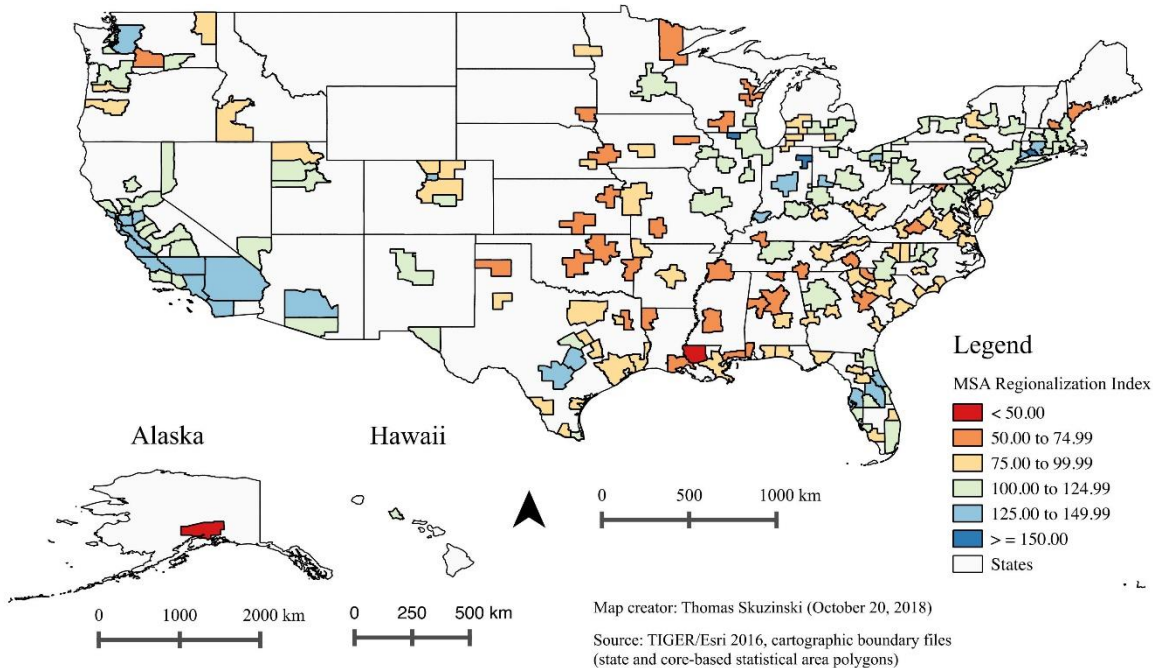 Legend
MSA Regionalization Index
< 50.00
50.00 to 74.99
75.00 to 99.99
100.00 to 124.99
125.00 to 149.99
> = 150.00
States
Alaska
Hawaii
0 500 1000 km
0 1000 2000 km
0 250 500 km
Map creator: Thomas Skuzinski (October 20, 2018)
Source: TIGER/Esri 2016, cartographic boundary files
(state and core-based statistical area polygons)